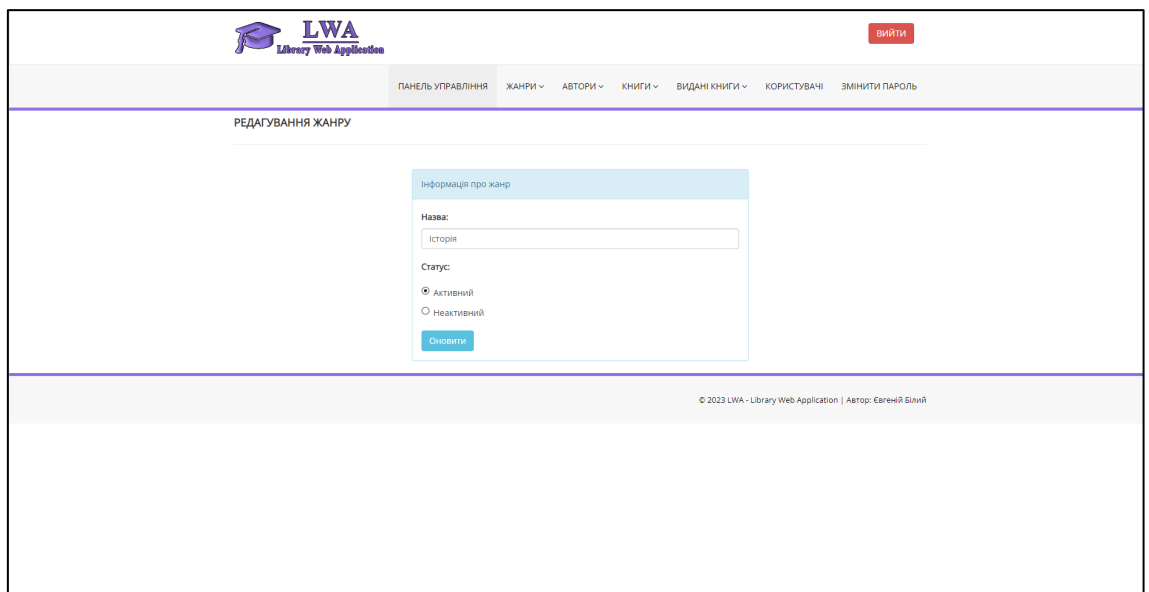 LWA
Library Web Application
ВИЙТИ
ПАНЕЛЬ УПРАВЛІННЯ ЖАНРИ АВТОРИ КНИГИ ВИДАНІ КНИГИ КОРИСТУВАЧІ ЗМІНИТИ ПАРОЛЬ
РЕДАГУВАННЯ ЖАНРУ
Інформація про жанр
Назва:
Історія
Статус:
Активний
Неактивний
Оновити
© 2023 LWA - Library Web Application | Автор: Євгеній Білий